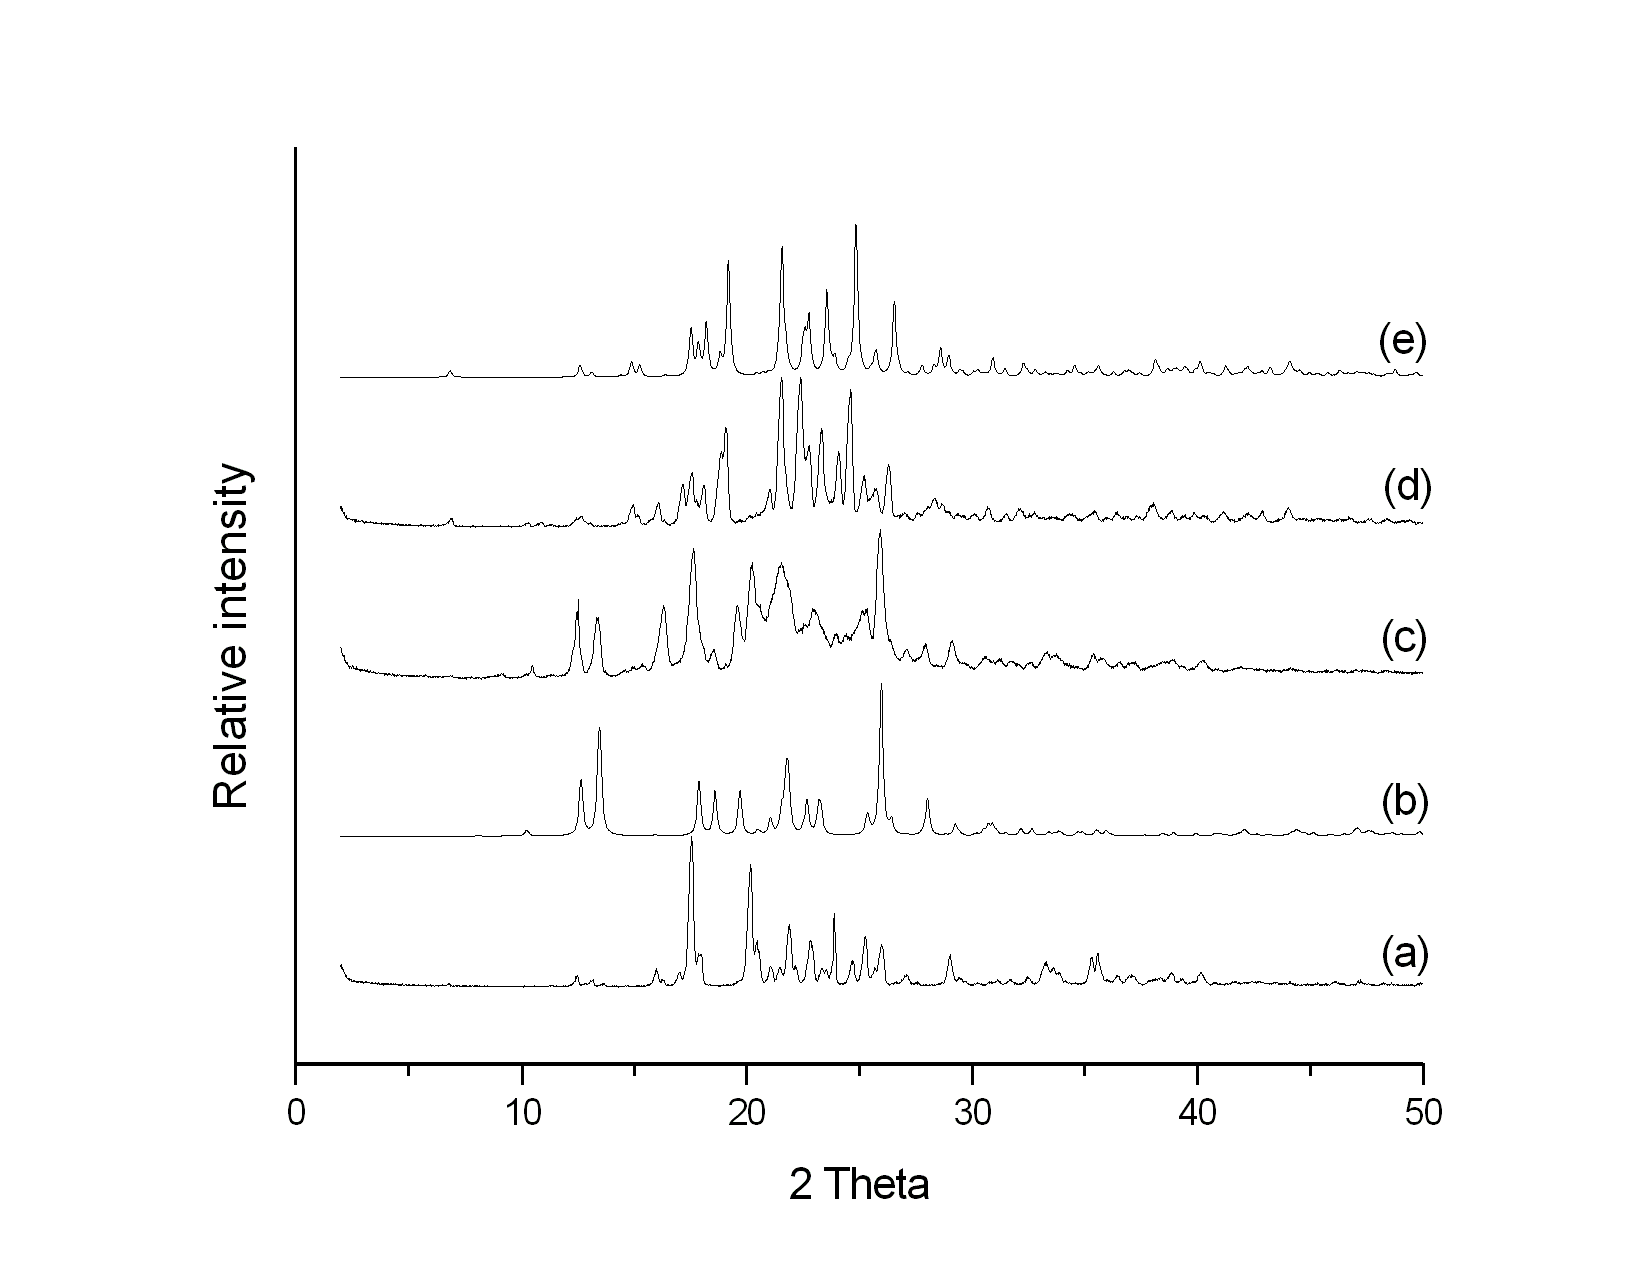 Relative intensity
(e)
(d)
(c)
(b)
(a)
0 10 20 30 40 50
2 Theta